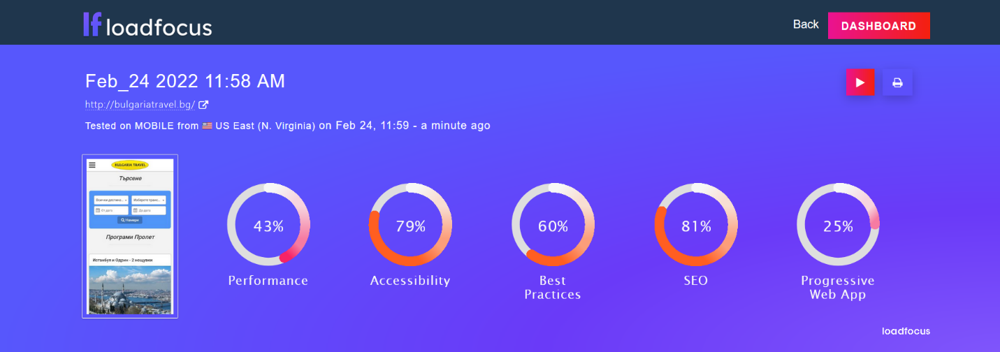 lf loadfocus
Back
DASHBOARD
Feb_24 2022 11:58 AM
http://bulgariatravel.bg/
Tested on MOBILE from US East (N. Virginia) on Feb 24, 11:59 - a minute ago
BULGARIA TRAVEL
Търсене
Всички дестина...
Изберете транс...
От дата
До дата
Намери
Програми Пролет
Истанбул и Одрин - 2 нощувки
43%
79%
60%
81%
25%
Performance
Accessibility
Best
Practices
SEO
Progressive
Web App
loadfocus